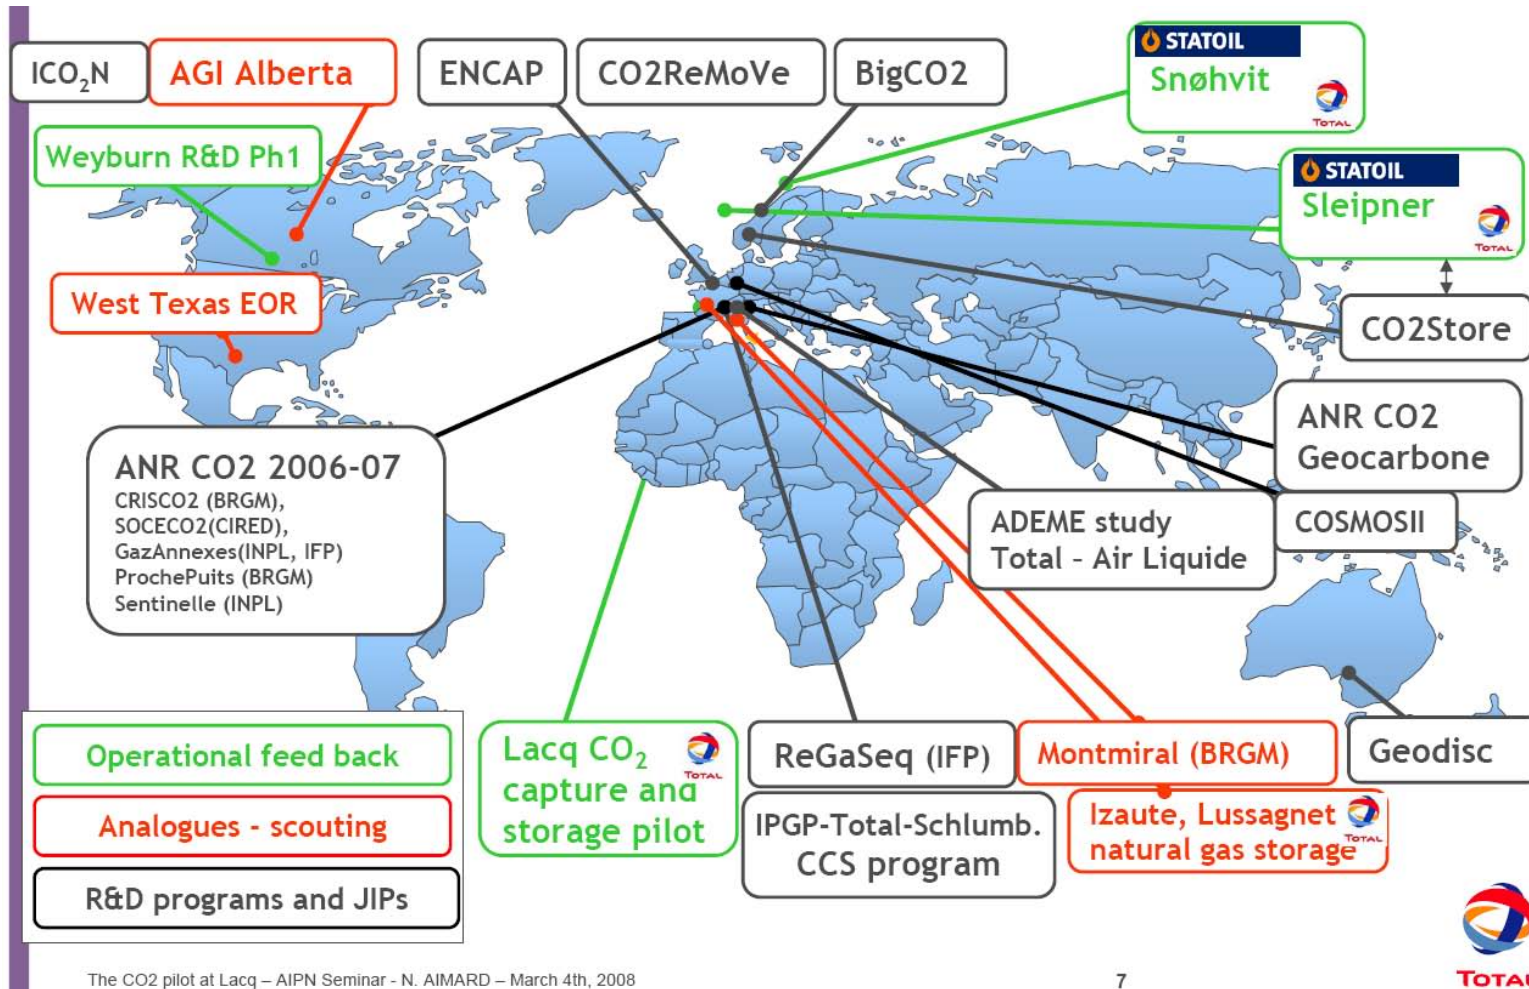 ICO₂N
AGI Alberta
ENCAP
CO2ReMoVe
BigCO2
STATOIL
Snøhvit
TOTAL
Weyburn R&D Ph1
STATOIL
Sleipner
TOTAL
West Texas EOR
CO2Store
ANR CO2
Geocarbone
ANR CO2 2006-07
CRISCO2 (BRGM),
SOCECO2(CIRED),
GazAnnexes(INPL, IFP)
ProchePuits (BRGM)
Sentinelle (INPL)
ADEME study
Total – Air Liquide
COSMOSII
Operational feed back
Analogues - scouting
R&D programs and JIPs
Lacq CO₂
capture and
storage pilot
TOTAL
ReGaSeq (IFP)
IPGP-Total-Schlumb.
CCS program
Montmiral (BRGM)
Izaute, Lussagnet
natural gas storage
TOTAL
Geodisc
The CO2 pilot at Lacq – AIPN Seminar - N. AIMARD – March 4th, 2008
7
TOTAL